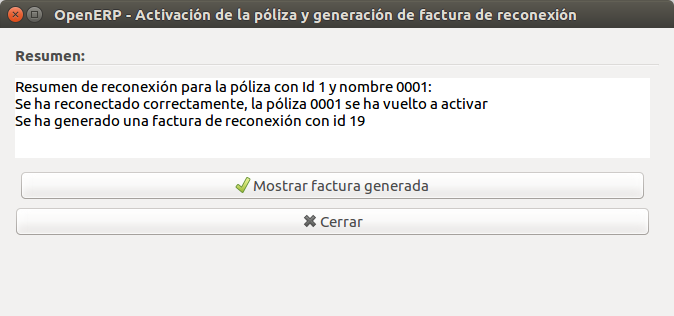 OpenERP - Activación de la póliza y generación de factura de reconexión
Resumen:
Resumen de reconexión para la póliza con Id 1 y nombre 0001:
Se ha reconectado correctamente, la póliza 0001 se ha vuelto a activar
Se ha generado una factura de reconexión con id 19
Mostrar factura generada
Cerrar